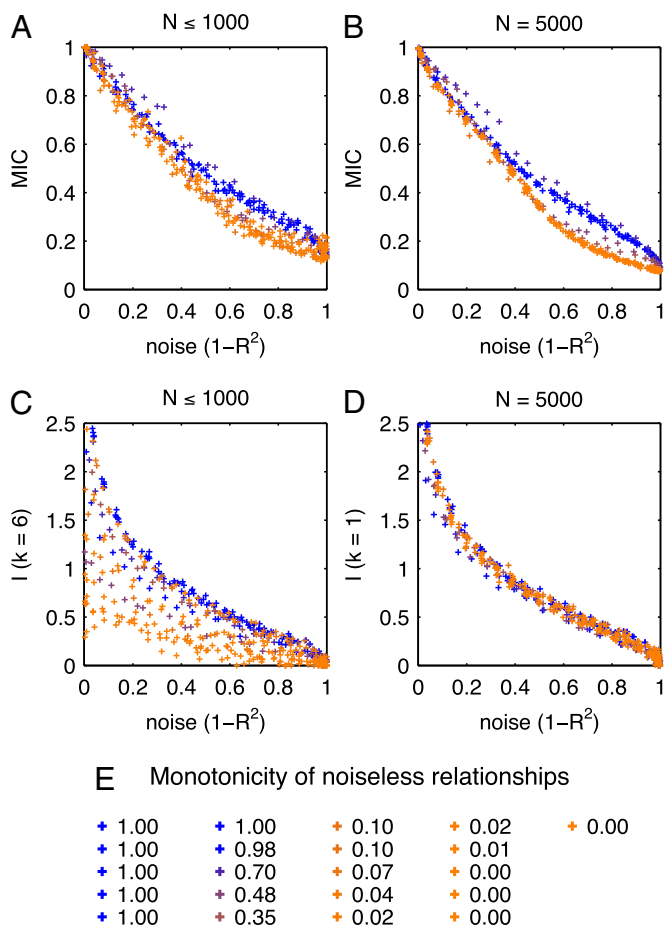 A N ≤ 1000
MIC
1
0.8
0.6
0.4
0.2
0
0 0.2 0.4 0.6 0.8 1
noise (1−R²)
B N = 5000
MIC
1
0.8
0.6
0.4
0.2
0
0 0.2 0.4 0.6 0.8 1
noise (1−R²)
C N ≤ 1000
I (k = 6)
2.5
2
1.5
1
0.5
0
0 0.2 0.4 0.6 0.8 1
noise (1−R²)
D N = 5000
I (k = 1)
2.5
2
1.5
1
0.5
0
0 0.2 0.4 0.6 0.8 1
noise (1−R²)
E Monotonicity of noiseless relationships
+ 1.00 + 1.00 + 0.10 + 0.02 + 0.00
+ 1.00 + 0.98 + 0.10 + 0.01
+ 1.00 + 0.70 + 0.07 + 0.00
+ 1.00 + 0.48 + 0.04 + 0.00
+ 1.00 + 0.35 + 0.02 + 0.00